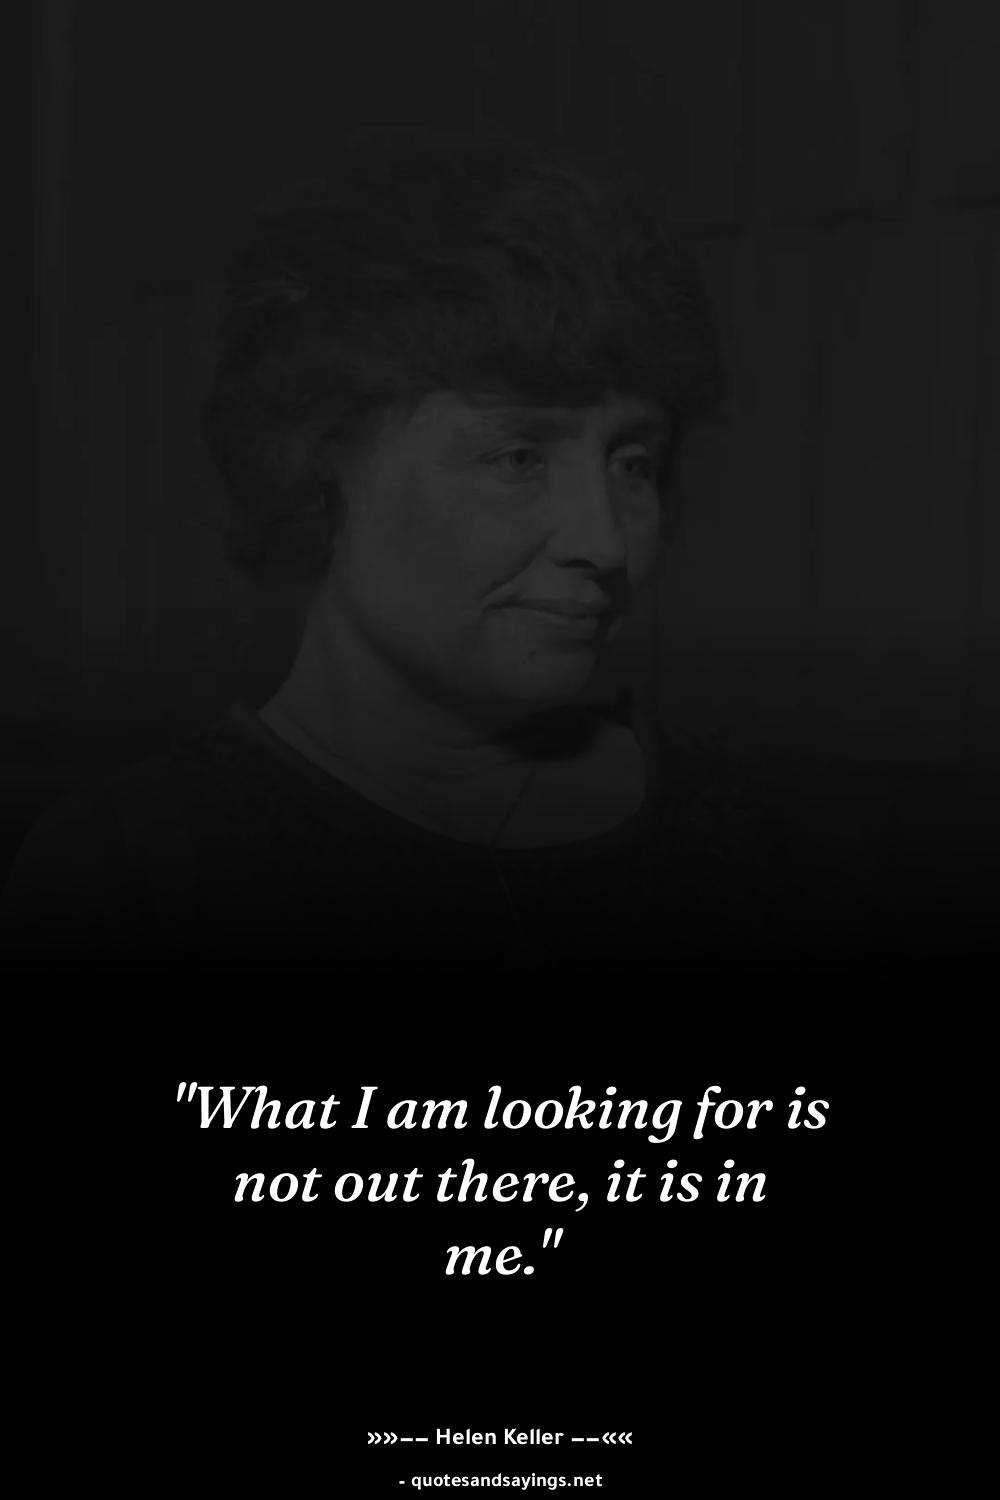 "What I am looking for is
not out there, it is in
me."
»»−− Helen Keller −−««
- quotesandsayings.net